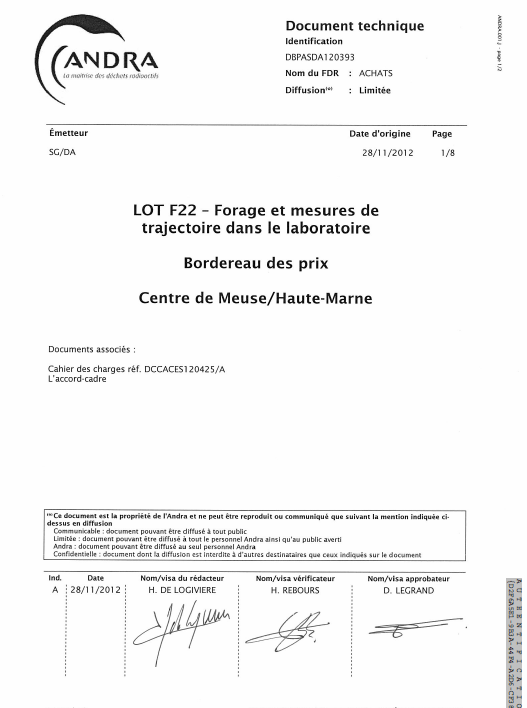 ANDRA
La maîtrise des déchets radioactifs
Document technique
Identification
DBPASDA120393
Nom du FDR : ACHATS
Diffusion(*) : Limitée
Émetteur Date d'origine Page
SG/DA 28/11/2012 1/8
LOT F22 – Forage et mesures de
trajectoire dans le laboratoire
Bordereau des prix
Centre de Meuse/Haute-Marne
Documents associés :
Cahier des charges réf. DCCACES120425/A
L'accord-cadre
(*)Ce document est la propriété de l'Andra et ne peut être reproduit ou communiqué que suivant la mention indiquée ci-
dessus en diffusion
Communicable : document pouvant être diffusé à tout public
Limitée : document pouvant être diffusé à tout le personnel Andra ainsi qu'au public averti
Andra : document pouvant être diffusé au seul personnel Andra
Confidentielle : document dont la diffusion est interdite à d'autres destinataires que ceux indiqués sur le document
Ind. Date Nom/visa du rédacteur Nom/visa vérificateur Nom/visa approbateur
A 28/11/2012 H. DE LOGIVIERE H. REBOURS D. LEGRAND